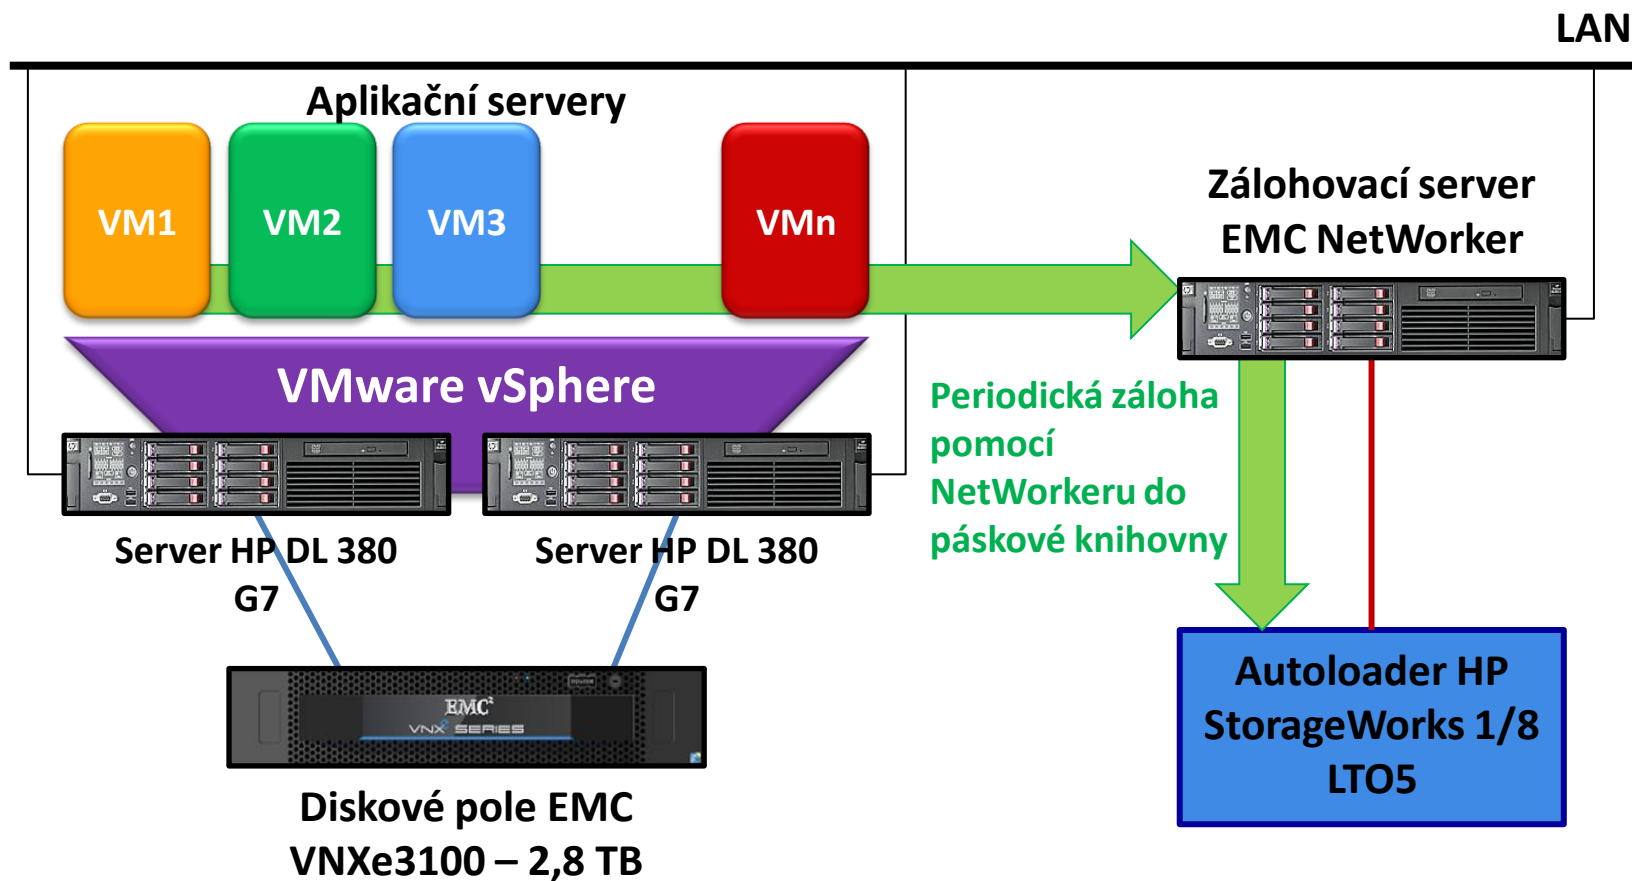 LAN
Aplikační servery
VM1
VM2
VM3
VMn
Zálohovací server
EMC NetWorker
VMware vSphere
Periodická záloha
pomocí
NetWorkeru do
páskové knihovny
Server HP DL 380
G7
Server HP DL 380
G7
EMC²
VNX SERIES
Diskové pole EMC
VNXe3100 – 2,8 TB
Autoloader HP
StorageWorks 1/8
LTO5